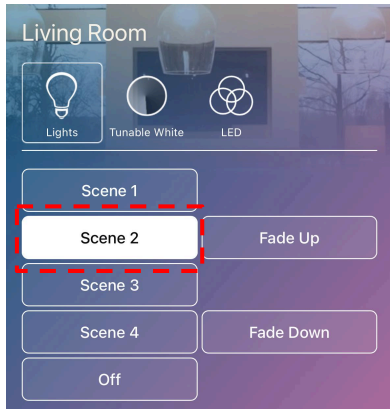 Living Room
Lights Tunable White LED
Scene 1
Scene 2 Fade Up
Scene 3
Scene 4 Fade Down
Off